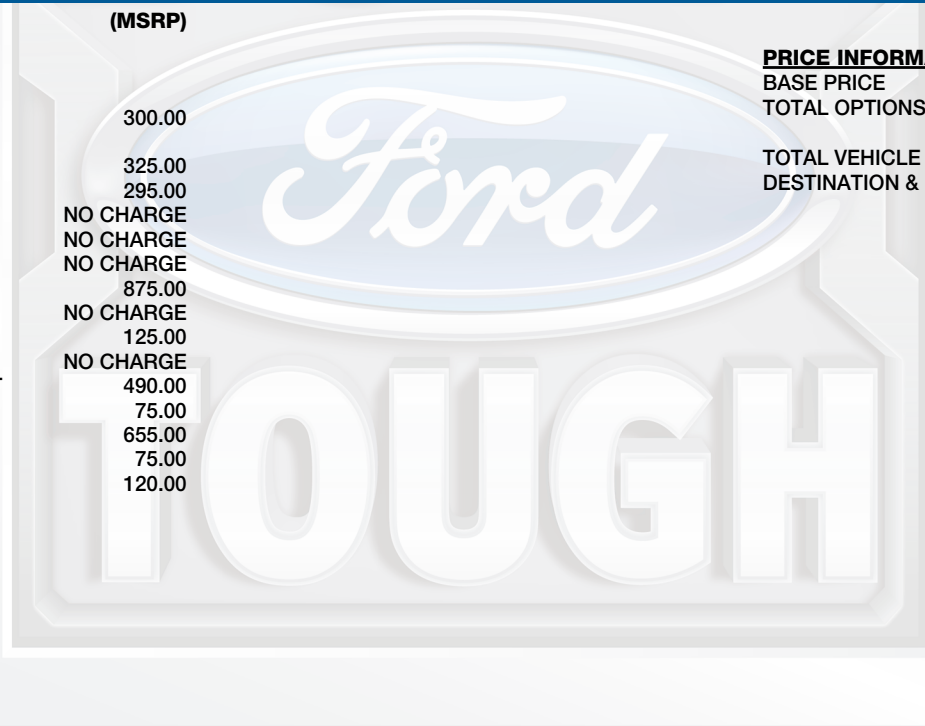 (MSRP)
300.00
325.00
295.00
NO CHARGE
NO CHARGE
NO CHARGE
875.00
NO CHARGE
125.00
NO CHARGE
490.00
75.00
655.00
75.00
120.00
PRICE INFORMA
BASE PRICE
TOTAL OPTIONS
TOTAL VEHICLE
DESTINATION &
Ford
TOUGH